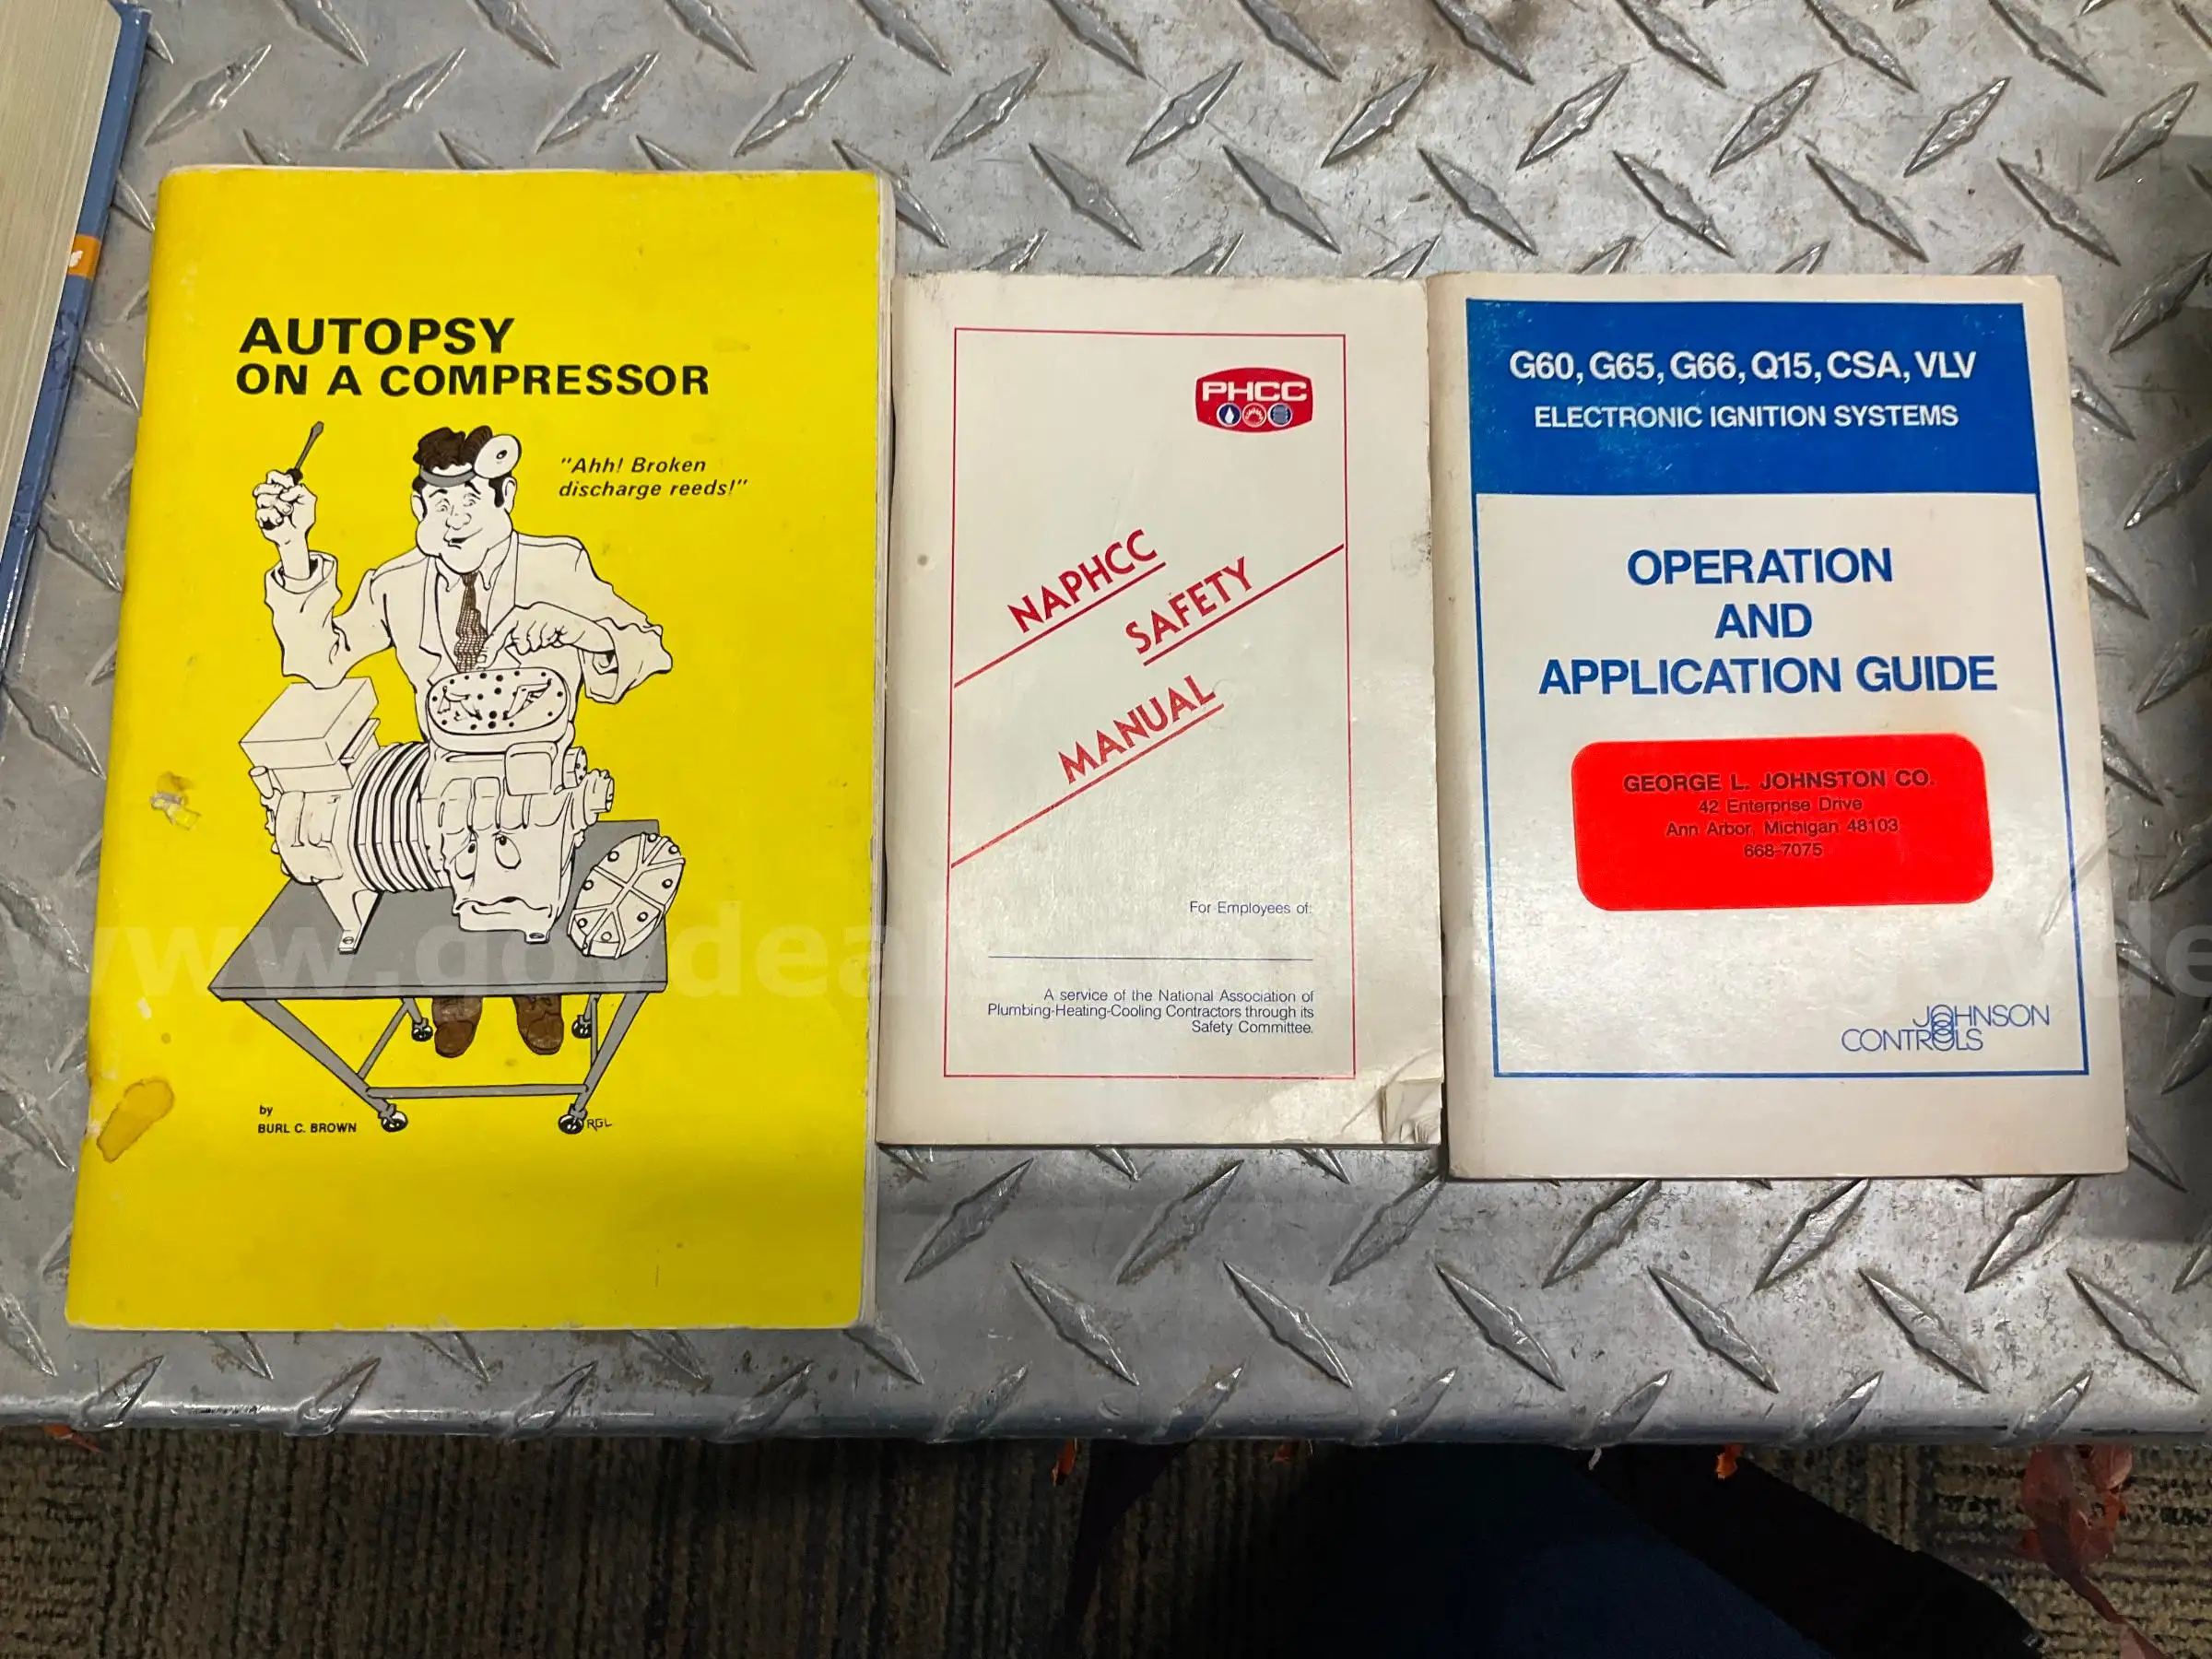 AUTOPSY
ON A COMPRESSOR
"Ahh! Broken
discharge reeds!"
by
BURL C. BROWN
RGL
PHCC
NAPHCC
SAFETY
MANUAL
For Employees of:
A service of the National Association of
Plumbing-Heating-Cooling Contractors through its
Safety Committee.
G60, G65, G66, Q15, CSA, VLV
ELECTRONIC IGNITION SYSTEMS
OPERATION
AND
APPLICATION GUIDE
GEORGE L. JOHNSTON CO.
42 Enterprise Drive
Ann Arbor, Michigan 48103
668-7075
JOHNSON
CONTROLS